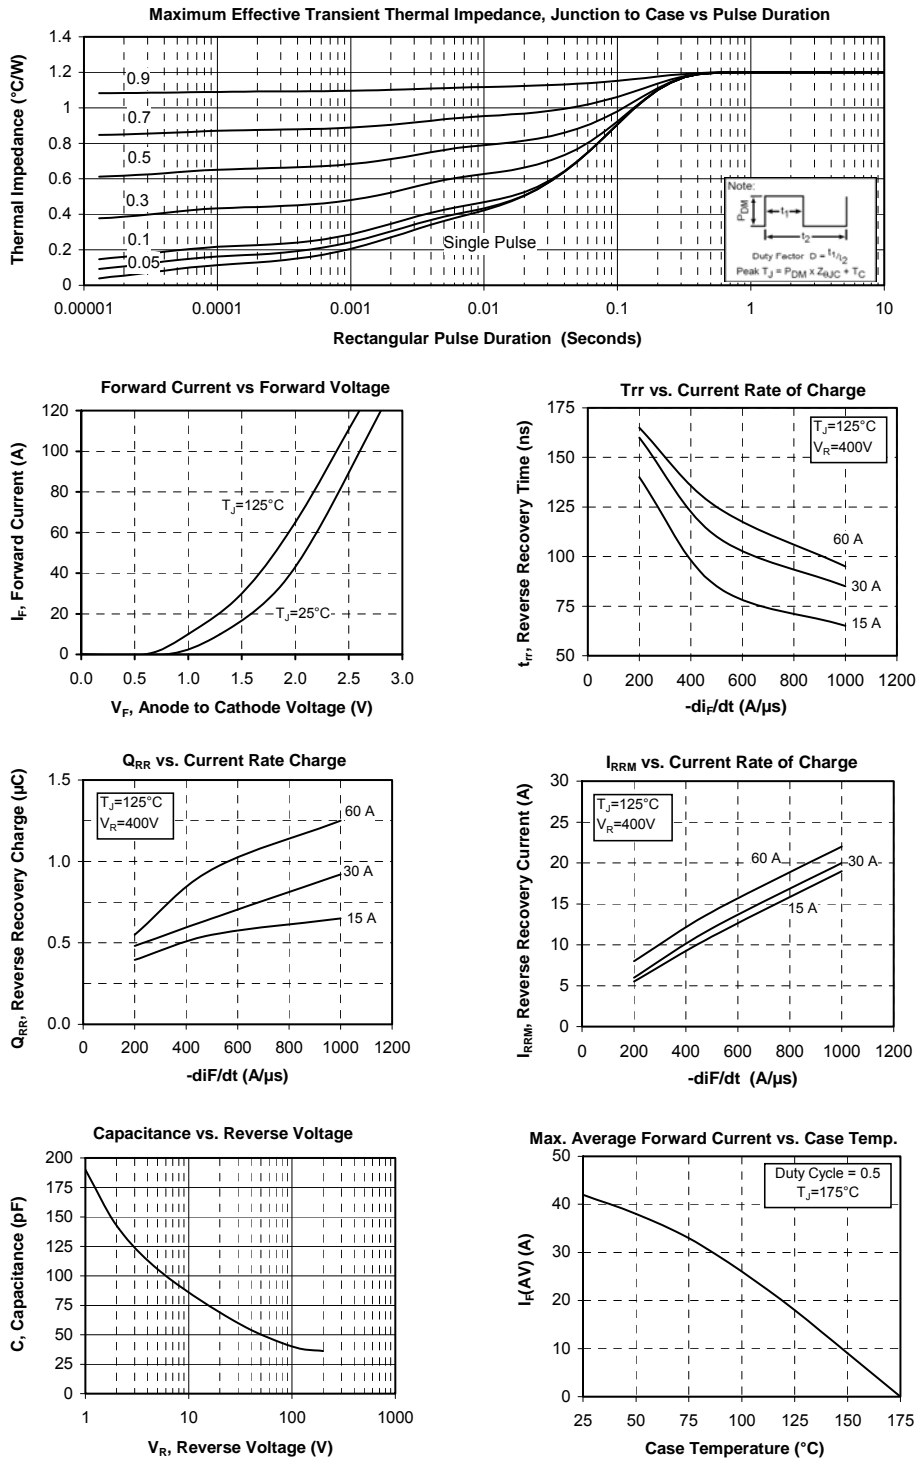 Maximum Effective Transient Thermal Impedance, Junction to Case vs Pulse Duration
Thermal Impedance (°C/W)
1.4
1.2
1
0.8
0.6
0.4
0.2
0
0.9
0.7
0.5
0.3
0.1
0.05
Single Pulse
Note:
PDM
t1
t2
Duty Factor D = t1/t2
Peak TJ = PDM x ZθJC + TC
0.00001 0.0001 0.001 0.01 0.1 1 10
Rectangular Pulse Duration (Seconds)
Forward Current vs Forward Voltage
IF, Forward Current (A)
120
100
80
60
40
20
0
TJ=125°C
TJ=25°C
0.0 0.5 1.0 1.5 2.0 2.5 3.0
VF, Anode to Cathode Voltage (V)
Trr vs. Current Rate of Charge
trr, Reverse Recovery Time (ns)
175
150
125
100
75
50
TJ=125°C
VR=400V
60 A
30 A
15 A
0 200 400 600 800 1000 1200
-diF/dt (A/µs)
QRR vs. Current Rate Charge
QRR, Reverse Recovery Charge (µC)
1.5
1.0
0.5
0.0
TJ=125°C
VR=400V
60 A
30 A
15 A
0 200 400 600 800 1000 1200
-diF/dt (A/µs)
IRRM vs. Current Rate of Charge
IRRM, Reverse Recovery Current (A)
30
25
20
15
10
5
0
TJ=125°C
VR=400V
60 A
30 A
15 A
0 200 400 600 800 1000 1200
-diF/dt (A/µs)
Capacitance vs. Reverse Voltage
C, Capacitance (pF)
200
175
150
125
100
75
50
25
0
1 10 100 1000
VR, Reverse Voltage (V)
Max. Average Forward Current vs. Case Temp.
IF(AV) (A)
50
40
30
20
10
0
Duty Cycle = 0.5
TJ=175°C
25 50 75 100 125 150 175
Case Temperature (°C)